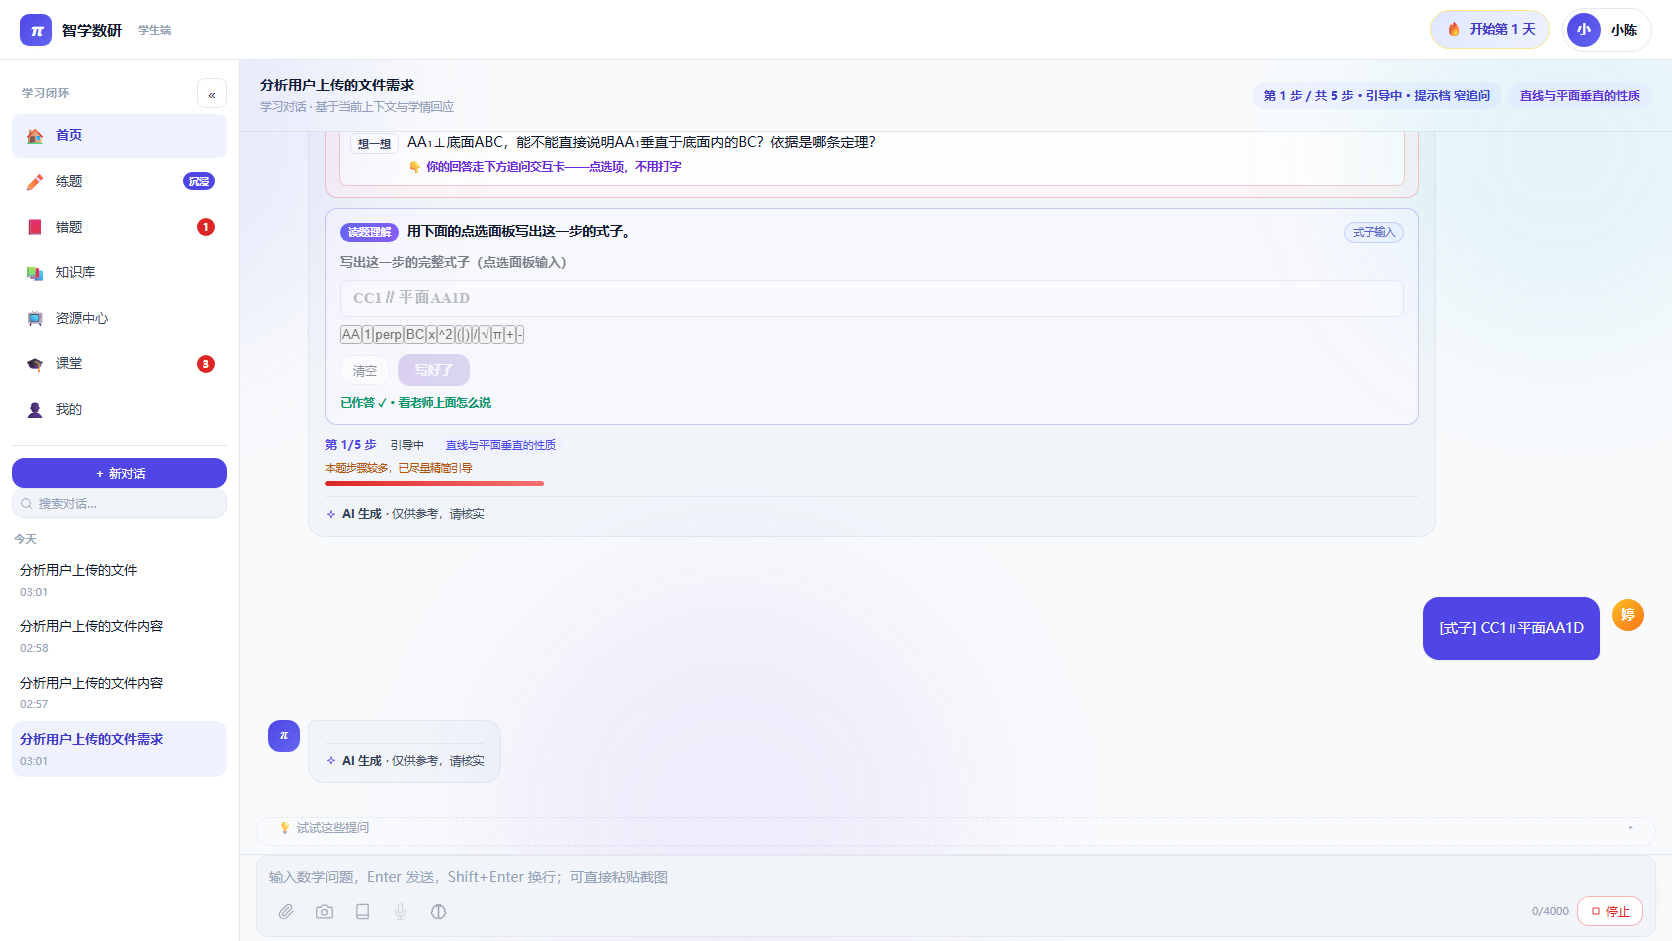 π 智学数研 学生端
开始第 1 天
小 小陈
学习闭环 «
首页
练题 沉浸
错题 1
知识库
资源中心
课堂 3
我的
+ 新对话
搜索对话...
今天
分析用户上传的文件
03:01
分析用户上传的文件内容
02:58
分析用户上传的文件内容
02:57
分析用户上传的文件需求
03:01
分析用户上传的文件需求
学习对话 · 基于当前上下文与学情回应
第 1 步 / 共 5 步 • 引导中 • 提示档 窄追问 直线与平面垂直的性质
想一想 AA₁⊥底面ABC，能不能直接说明AA₁垂直于底面内的BC？依据是哪条定理？
👇 你的回答走下方追问交互卡——点选项，不用打字
读题理解 用下面的点选面板写出这一步的式子。 式子输入
写出这一步的完整式子（点选面板输入）
CC1∥平面AA1D
AA 1 perp BC x ^2 ( ) / √ π + -
清空 写好了
已作答 ✓ • 看老师上面怎么说
第 1/5 步 引导中 直线与平面垂直的性质
本题步骤较多，已尽量精简引导
AI 生成 · 仅供参考，请核实
[式子] CC1∥平面AA1D 婷
π
AI 生成 · 仅供参考，请核实
试试这些提问
输入数学问题，Enter 发送，Shift+Enter 换行；可直接粘贴截图
0/4000 停止